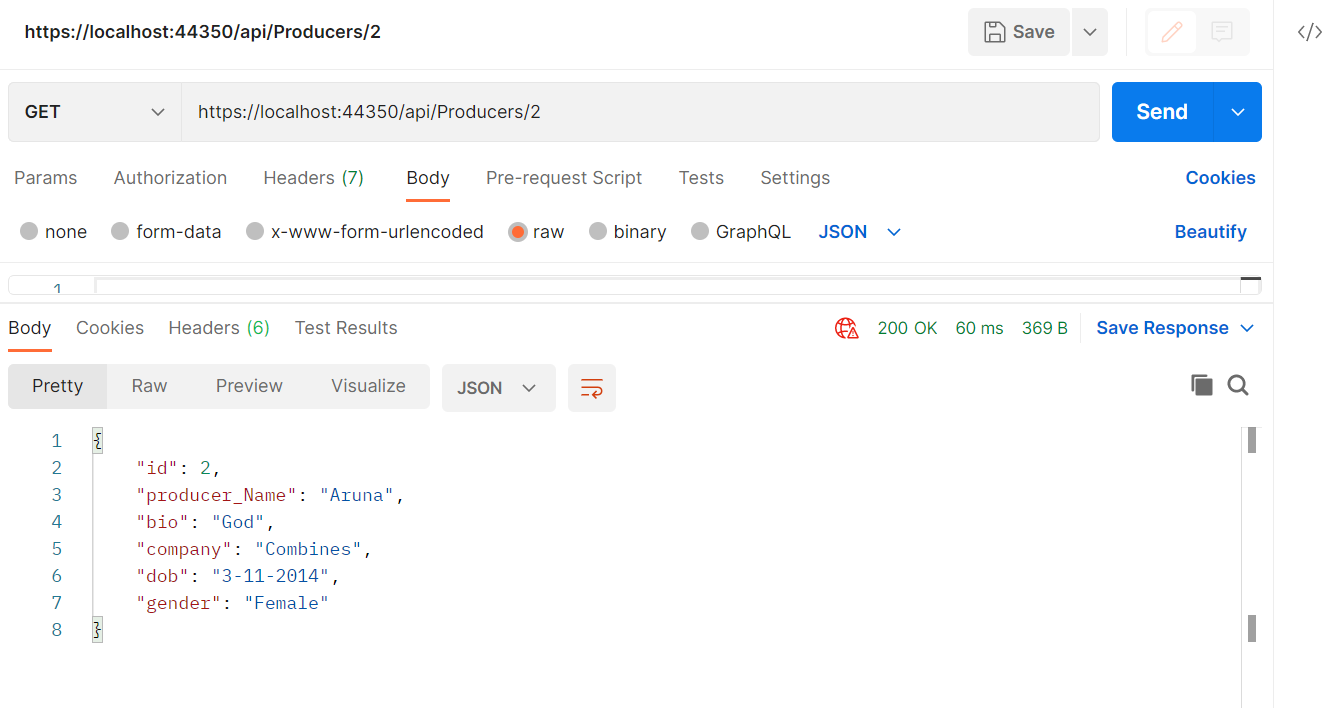 https://localhost:44350/api/Producers/2
Save
</>
GET
https://localhost:44350/api/Producers/2
Send
Params Authorization Headers (7) Body Pre-request Script Tests Settings Cookies
none form-data x-www-form-urlencoded raw binary GraphQL JSON Beautify
1
Body Cookies Headers (6) Test Results 200 OK 60 ms 369 B Save Response
Pretty Raw Preview Visualize JSON
1 {
2 "id": 2,
3 "producer_Name": "Aruna",
4 "bio": "God",
5 "company": "Combines",
6 "dob": "3-11-2014",
7 "gender": "Female"
8 }